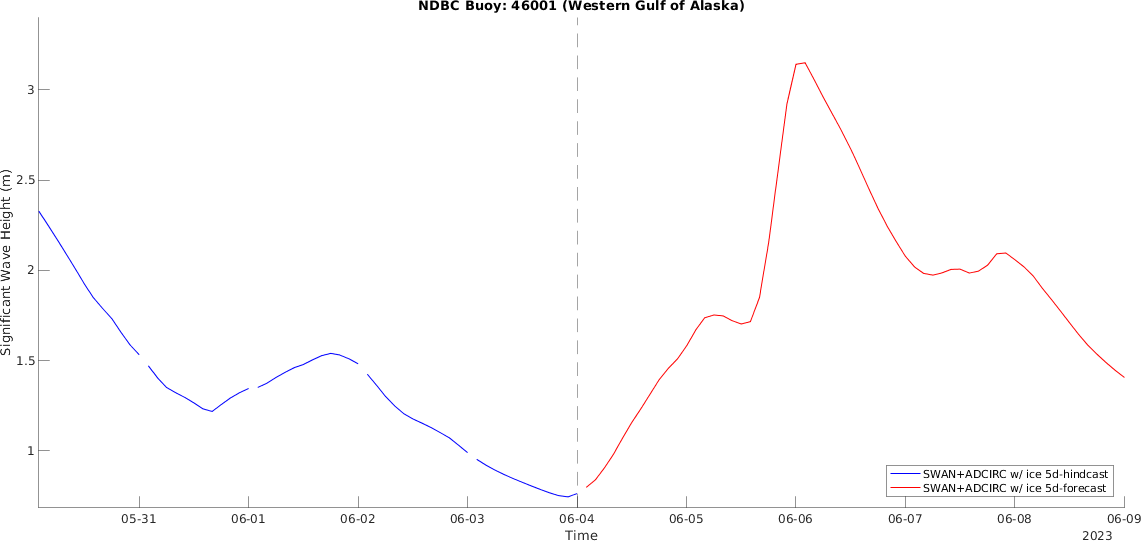 NDBC Buoy: 46001 (Western Gulf of Alaska)
3
2.5
2
1.5
1
Significant Wave Height (m)
SWAN+ADCIRC w/ ice 5d-hindcast
SWAN+ADCIRC w/ ice 5d-forecast
05-31 06-01 06-02 06-03 06-04 06-05 06-06 06-07 06-08 06-09
Time
2023